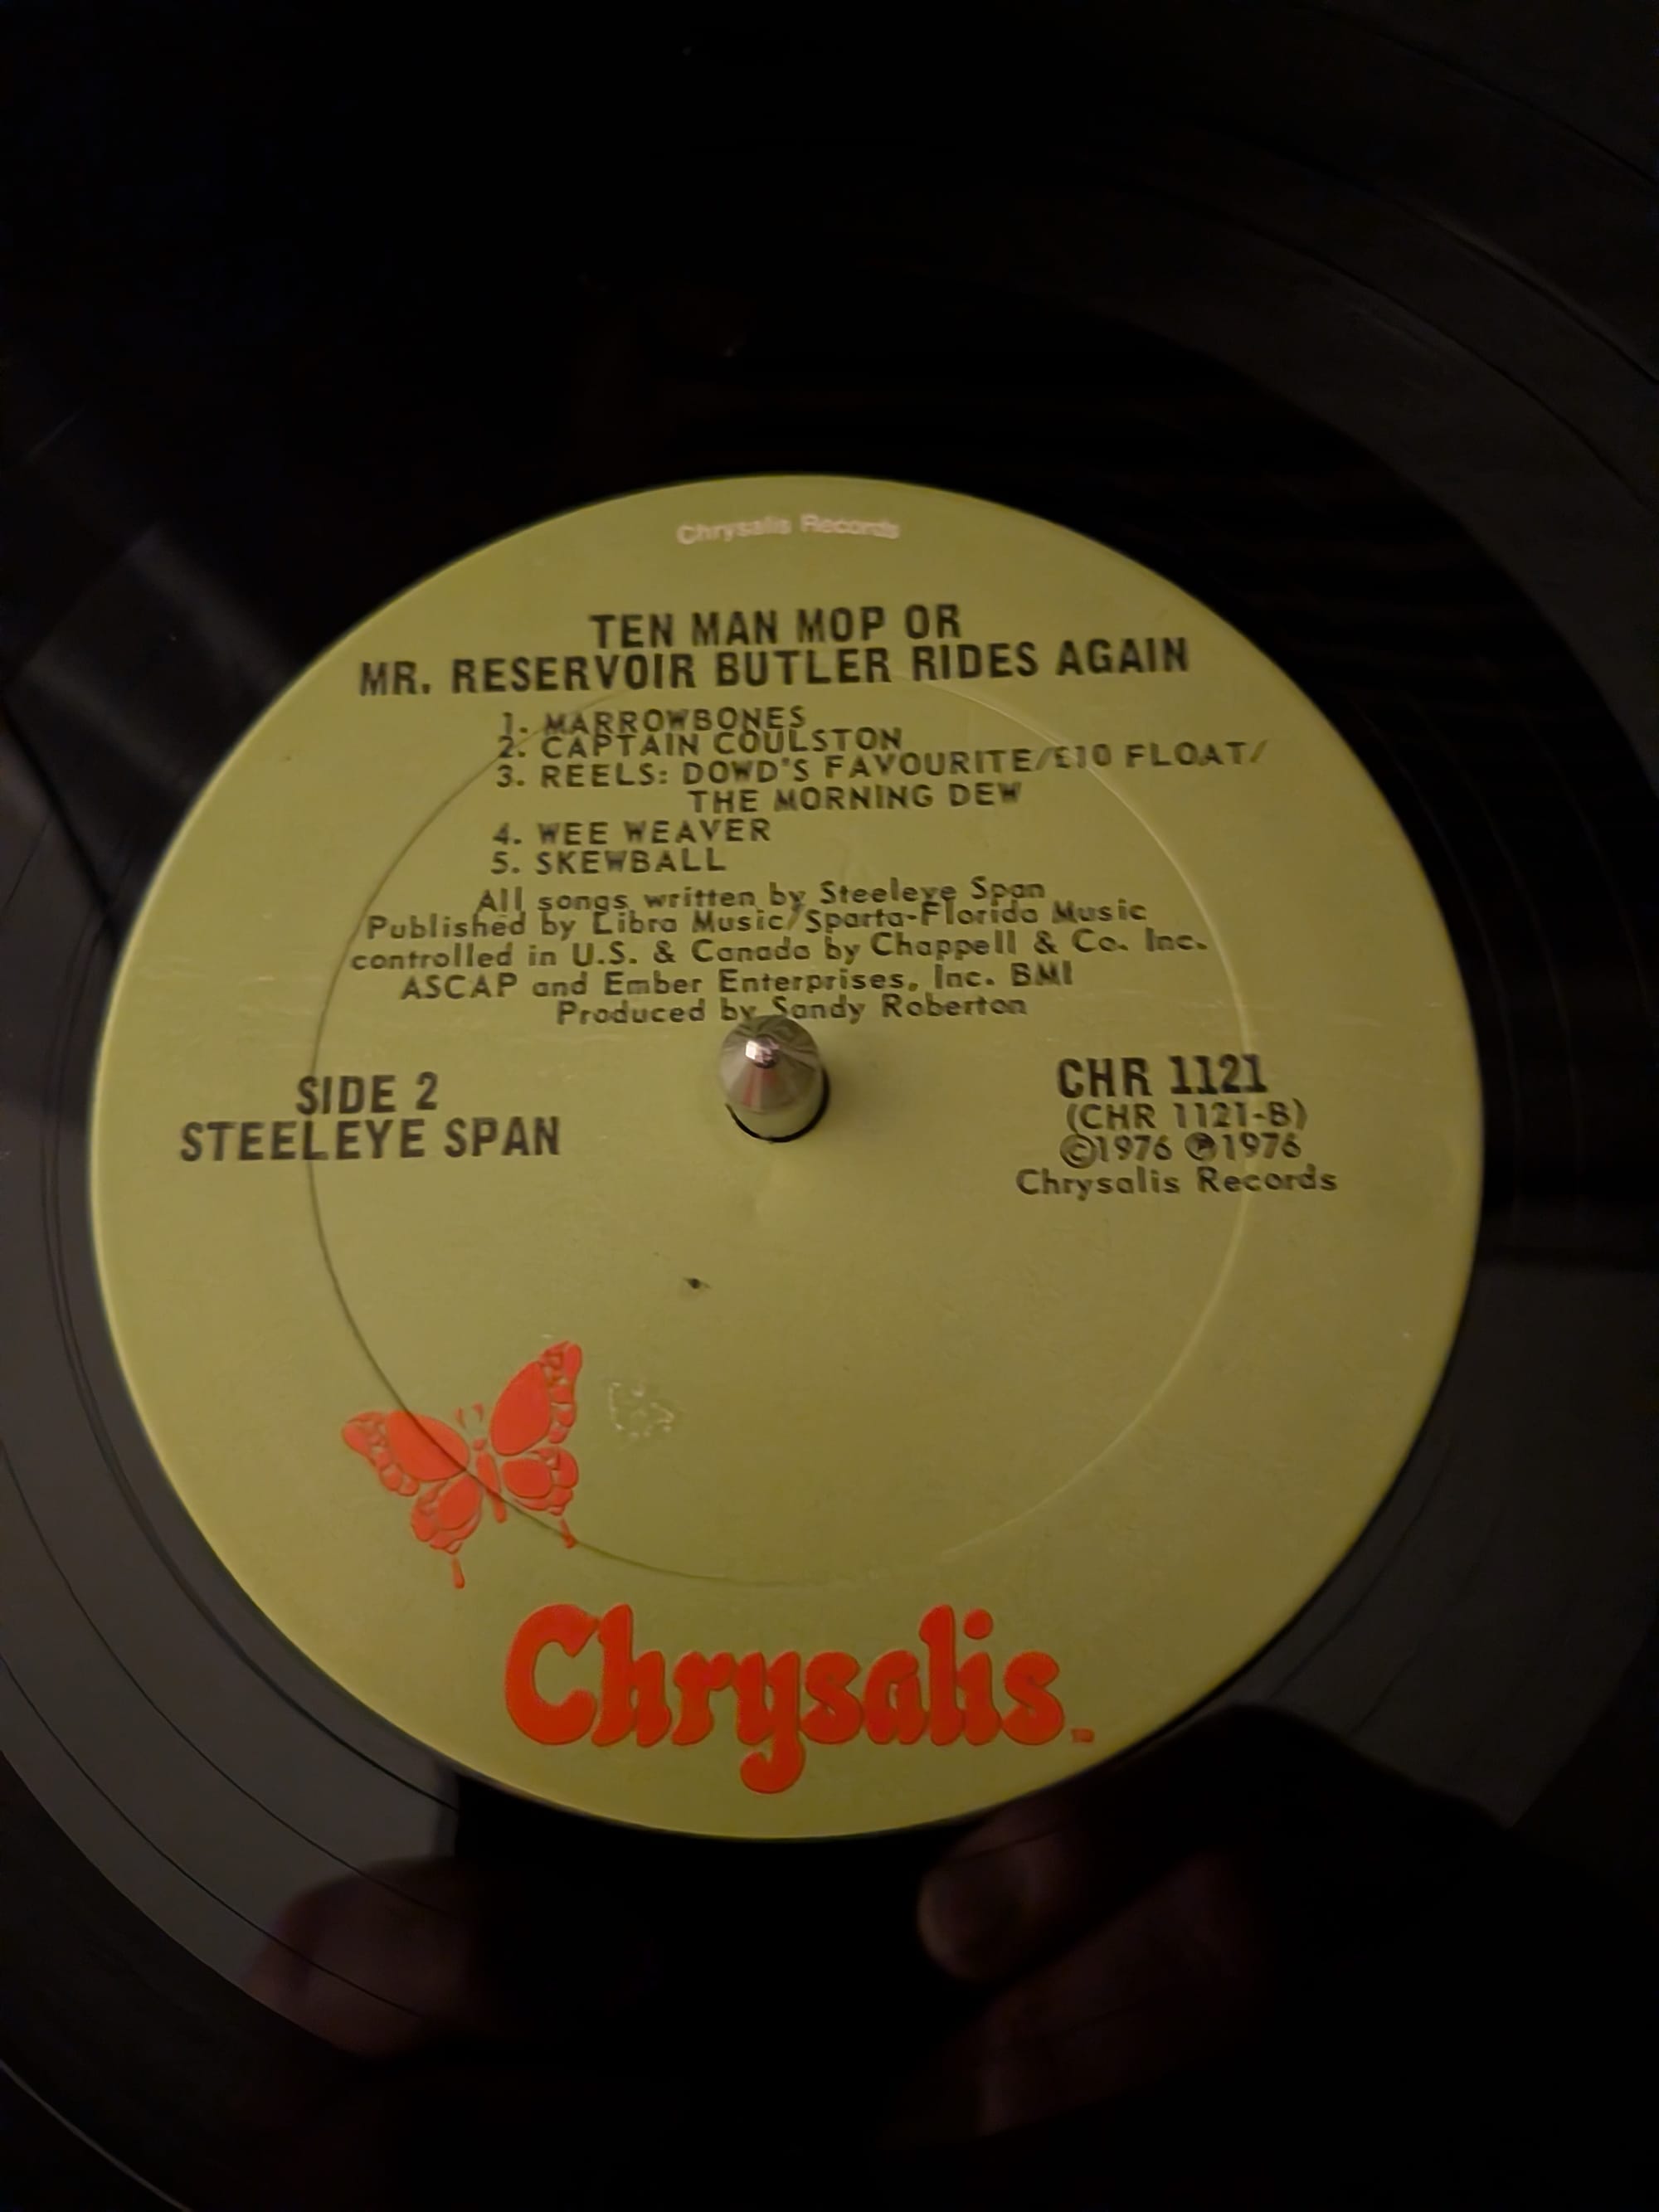 Chrysalis Records
TEN MAN MOP OR
MR. RESERVOIR BUTLER RIDES AGAIN
1. MARROWBONES
2. CAPTAIN COULSTON
3. REELS: DOWD'S FAVOURITE/£10 FLOAT/
THE MORNING DEW
4. WEE WEAVER
5. SKEWBALL
All songs written by Steeleye Span
Published by Libra Music/Sparta-Florida Music
controlled in U.S. & Canada by Chappell & Co. Inc.
ASCAP and Ember Enterprises, Inc. BMI
Produced by Sandy Roberton
SIDE 2
STEELEYE SPAN
CHR 1121
(CHR 1121-B)
©1976 ℗1976
Chrysalis Records
Chrysalis™